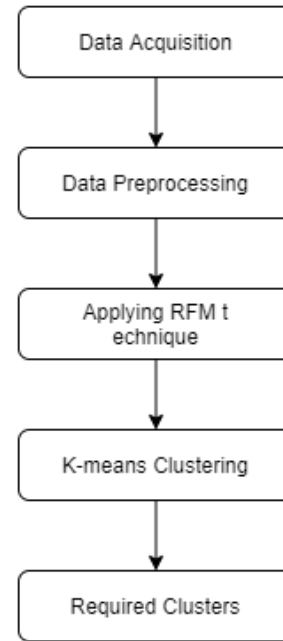 Data Acquisition
Data Preprocessing
Applying RFM t
echnique
K-means Clustering
Required Clusters